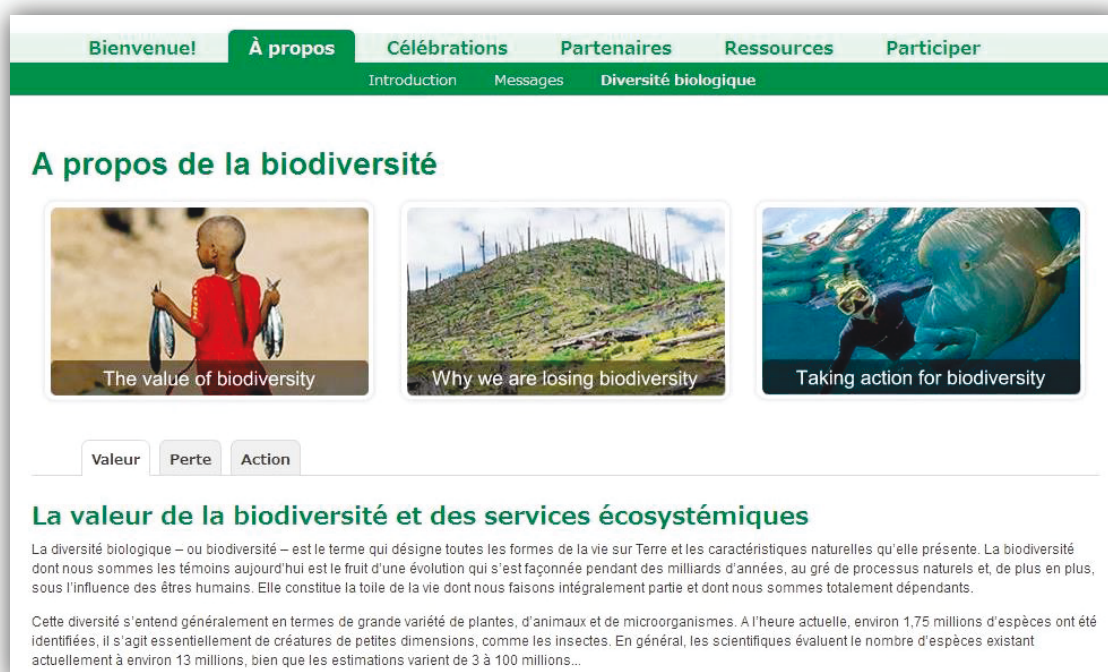 Bienvenue! À propos Célébrations Partenaires Ressources Participer
Introduction Messages Diversité biologique
A propos de la biodiversité
The value of biodiversity
Why we are losing biodiversity
Taking action for biodiversity
Valeur Perte Action
La valeur de la biodiversité et des services écosystémiques
La diversité biologique – ou biodiversité – est le terme qui désigne toutes les formes de la vie sur Terre et les caractéristiques naturelles qu’elle présente. La biodiversité
dont nous sommes les témoins aujourd’hui est le fruit d’une évolution qui s’est façonnée pendant des milliards d’années, au gré de processus naturels et, de plus en plus,
sous l’influence des êtres humains. Elle constitue la toile de la vie dont nous faisons intégralement partie et dont nous sommes totalement dépendants.
Cette diversité s’entend généralement en termes de grande variété de plantes, d’animaux et de microorganismes. A l’heure actuelle, environ 1,75 millions d’espèces ont été
identifiées, il s’agit essentiellement de créatures de petites dimensions, comme les insectes. En général, les scientifiques évaluent le nombre d’espèces existant
actuellement à environ 13 millions, bien que les estimations varient de 3 à 100 millions...